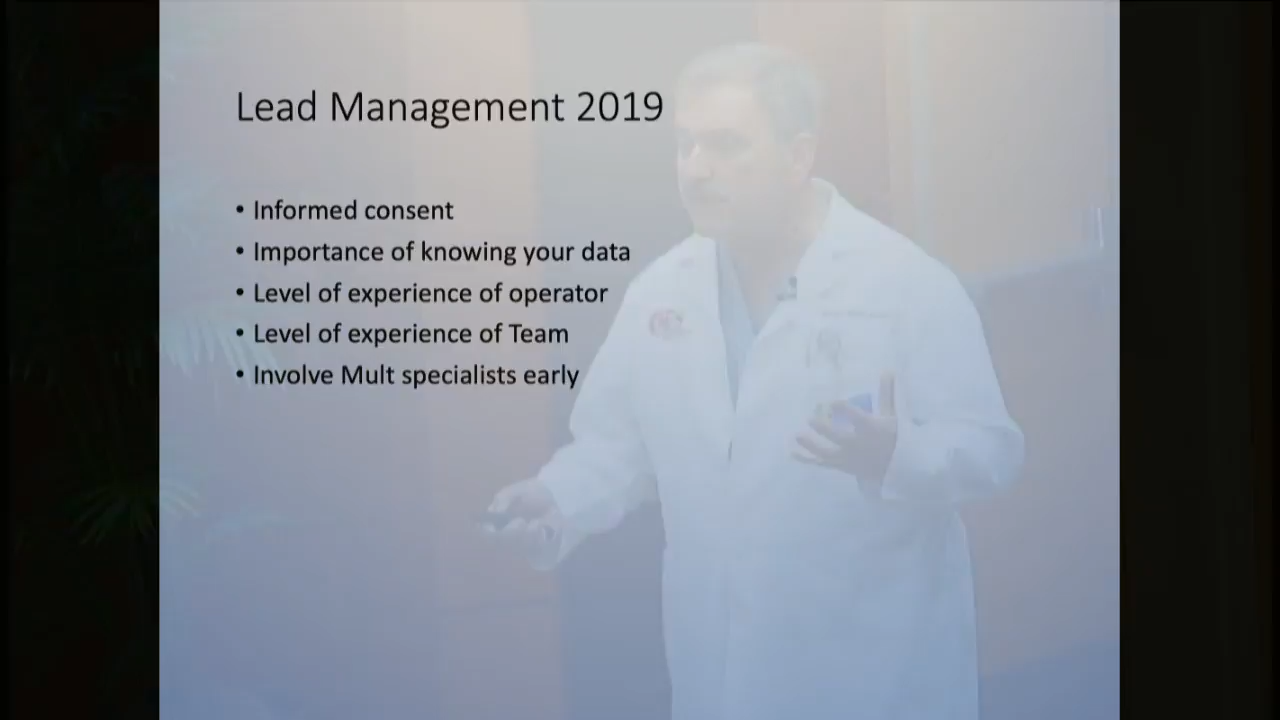 Lead Management 2019
• Informed consent
• Importance of knowing your data
• Level of experience of operator
• Level of experience of Team
• Involve Mult specialists early